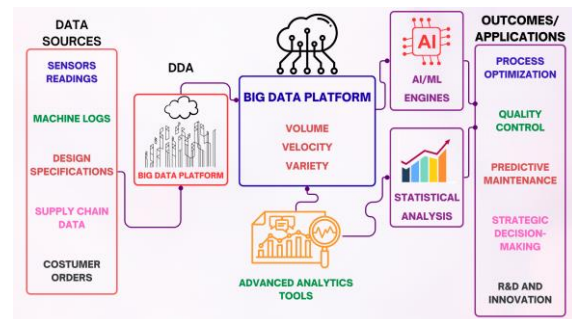 DATA
SOURCES
SENSORS
READINGS
MACHINE LOGS
DESIGN
SPECIFICATIONS
SUPPLY CHAIN
DATA
COSTUMER
ORDERS
DDA
BIG DATA PLATFORM
BIG DATA PLATFORM
VOLUME
VELOCITY
VARIETY
ADVANCED ANALYTICS
TOOLS
AI
AI/ML
ENGINES
STATISTICAL
ANALYSIS
OUTCOMES/
APPLICATIONS
PROCESS
OPTIMIZATION
QUALITY
CONTROL
PREDICTIVE
MAINTENANCE
STRATEGIC
DECISION-
MAKING
R&D AND
INNOVATION